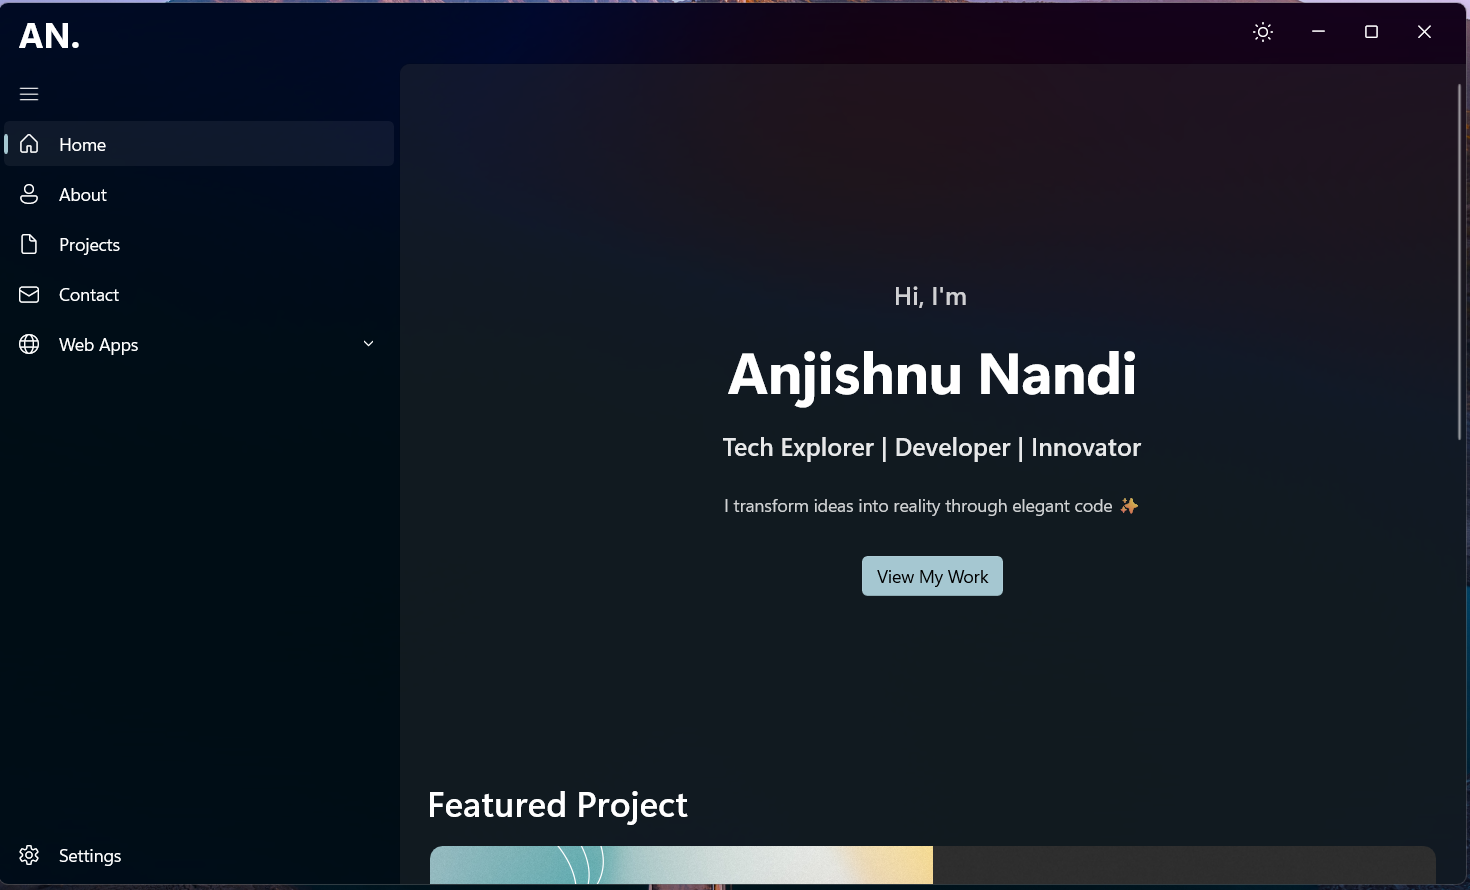 AN.
Home
About
Projects
Contact
Web Apps
Settings
Hi, I'm
Anjishnu Nandi
Tech Explorer | Developer | Innovator
I transform ideas into reality through elegant code ✨
View My Work
Featured Project